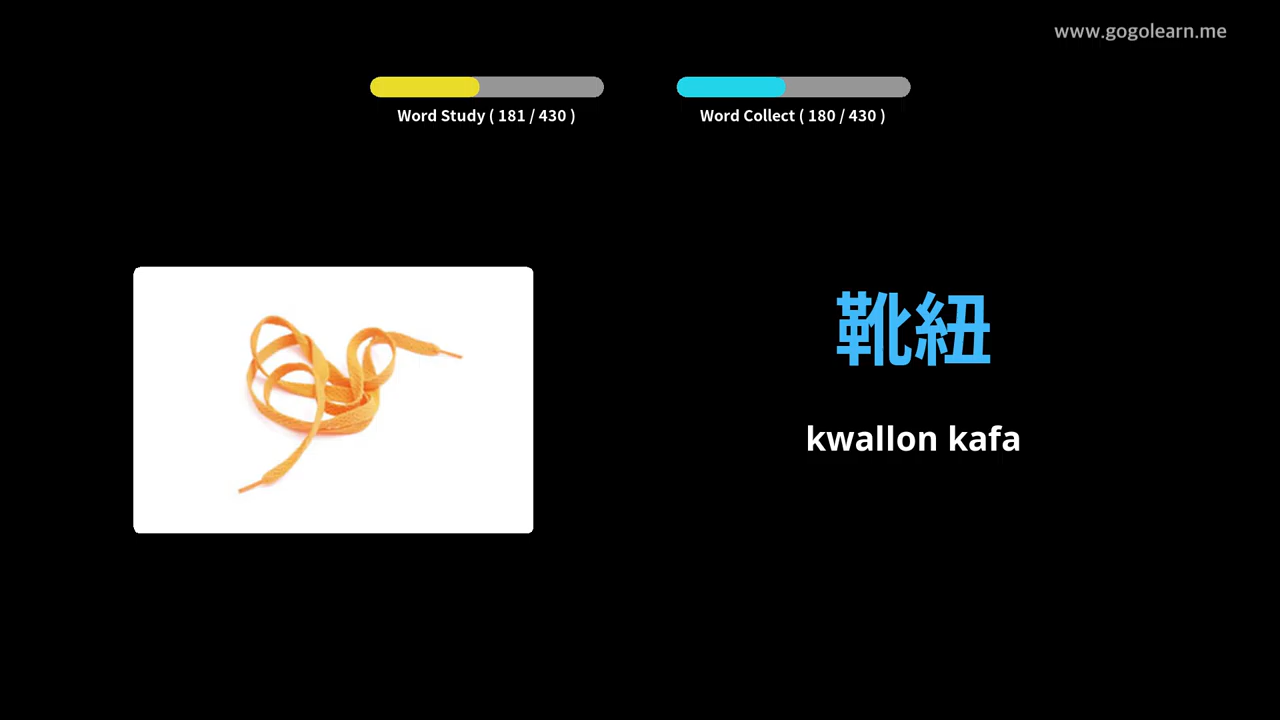 www.gogolearn.me
Word Study ( 181 / 430 )
Word Collect ( 180 / 430 )
靴紐
kwallon kafa